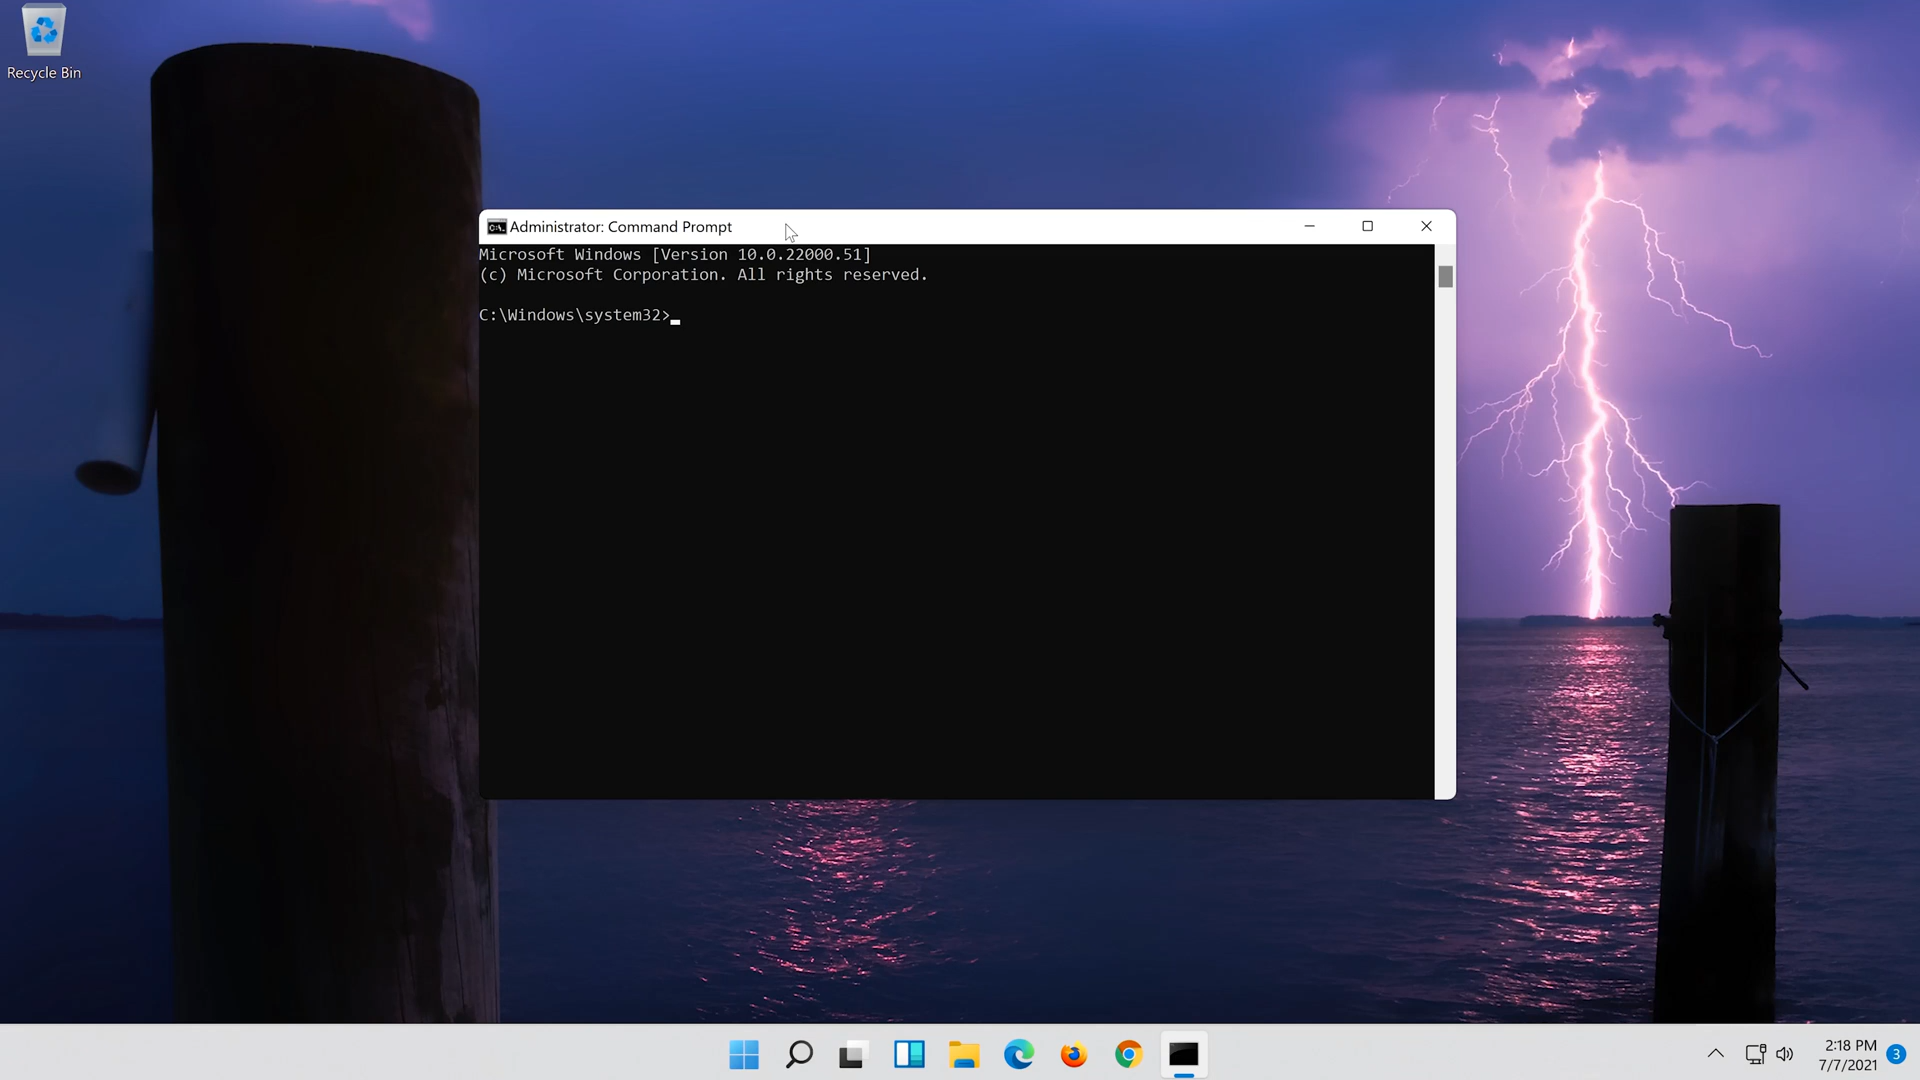 Recycle Bin
Administrator: Command Prompt
Microsoft Windows [Version 10.0.22000.51]
(c) Microsoft Corporation. All rights reserved.
C:\Windows\system32>
2:18 PM
7/7/2021
3